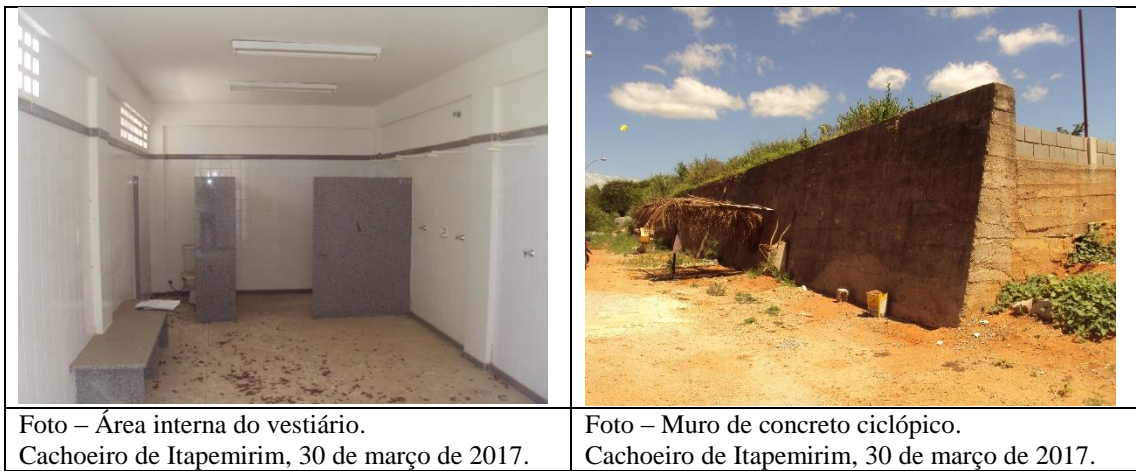 Foto – Área interna do vestiário.
Cachoeiro de Itapemirim, 30 de março de 2017.
Foto – Muro de concreto ciclópico.
Cachoeiro de Itapemirim, 30 de março de 2017.